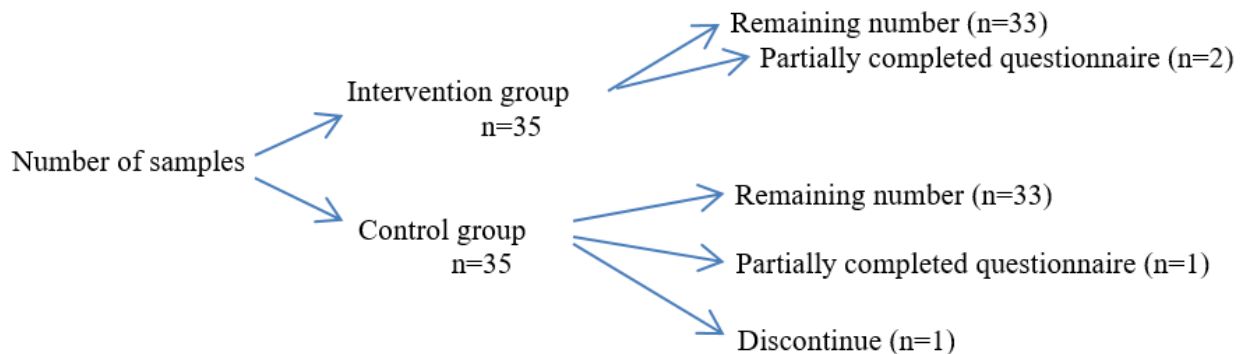 Number of samples
Intervention group
n=35
Remaining number (n=33)
Partially completed questionnaire (n=2)
Control group
n=35
Remaining number (n=33)
Partially completed questionnaire (n=1)
Discontinue (n=1)